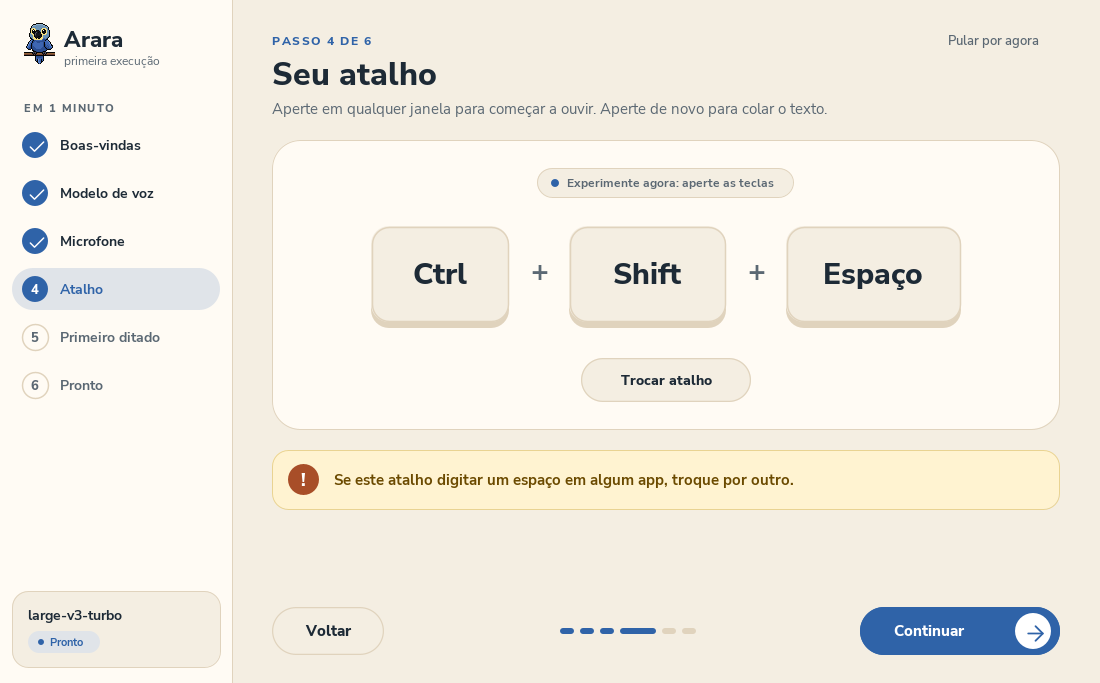 Arara
primeira execução
EM 1 MINUTO
Boas-vindas
Modelo de voz
Microfone
4 Atalho
5 Primeiro ditado
6 Pronto
large-v3-turbo
Pronto
PASSO 4 DE 6
Pular por agora
Seu atalho
Aperte em qualquer janela para começar a ouvir. Aperte de novo para colar o texto.
Experimente agora: aperte as teclas
Ctrl + Shift + Espaço
Trocar atalho
! Se este atalho digitar um espaço em algum app, troque por outro.
Voltar
Continuar